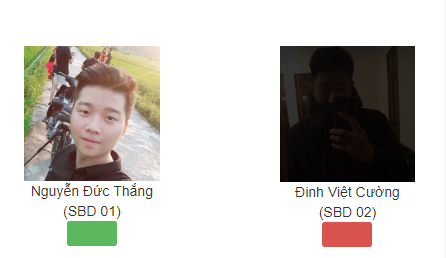 Nguyễn Đức Thắng
(SBD 01)
Đinh Việt Cường
(SBD 02)